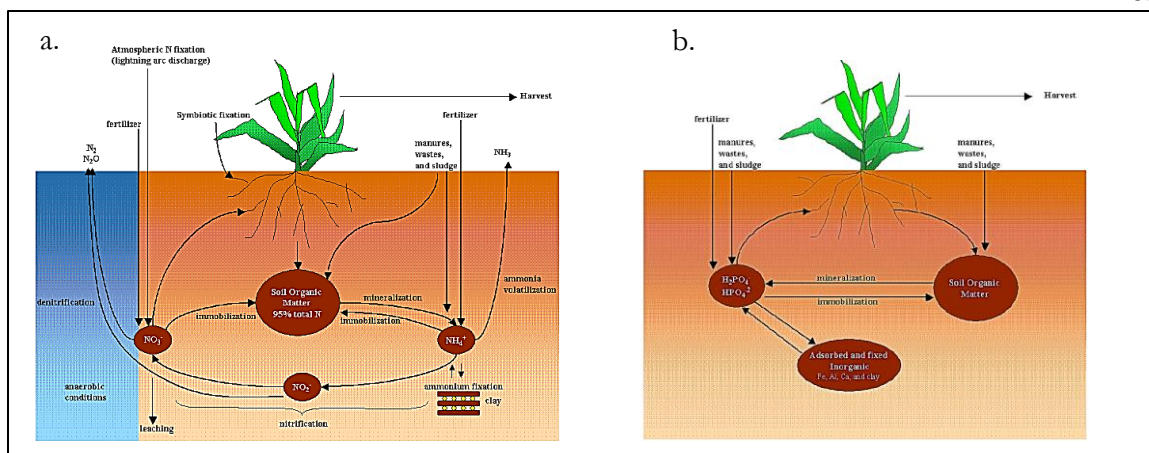 a.
Atmospheric N fixation
(lightning arc discharge)
Harvest
Symbiotic fixation
fertilizer
fertilizer
N₂
N₂O
manures,
wastes,
and sludge
NH₃
Soil Organic
Matter
95% total N
mineralization
immobilization
immobilization
ammonia
volatilization
denitrification
NO₃⁻
NH₄⁺
NO₂⁻
anaerobic
conditions
ammonium fixation
clay
nitrification
leaching
b.
Harvest
fertilizer
manures,
wastes,
and sludge
manures,
wastes,
and sludge
H₂PO₄⁻
HPO₄⁻²
mineralization
immobilization
Soil Organic
Matter
Adsorbed and fixed
Inorganic
Fe, Al, Ca, and clay